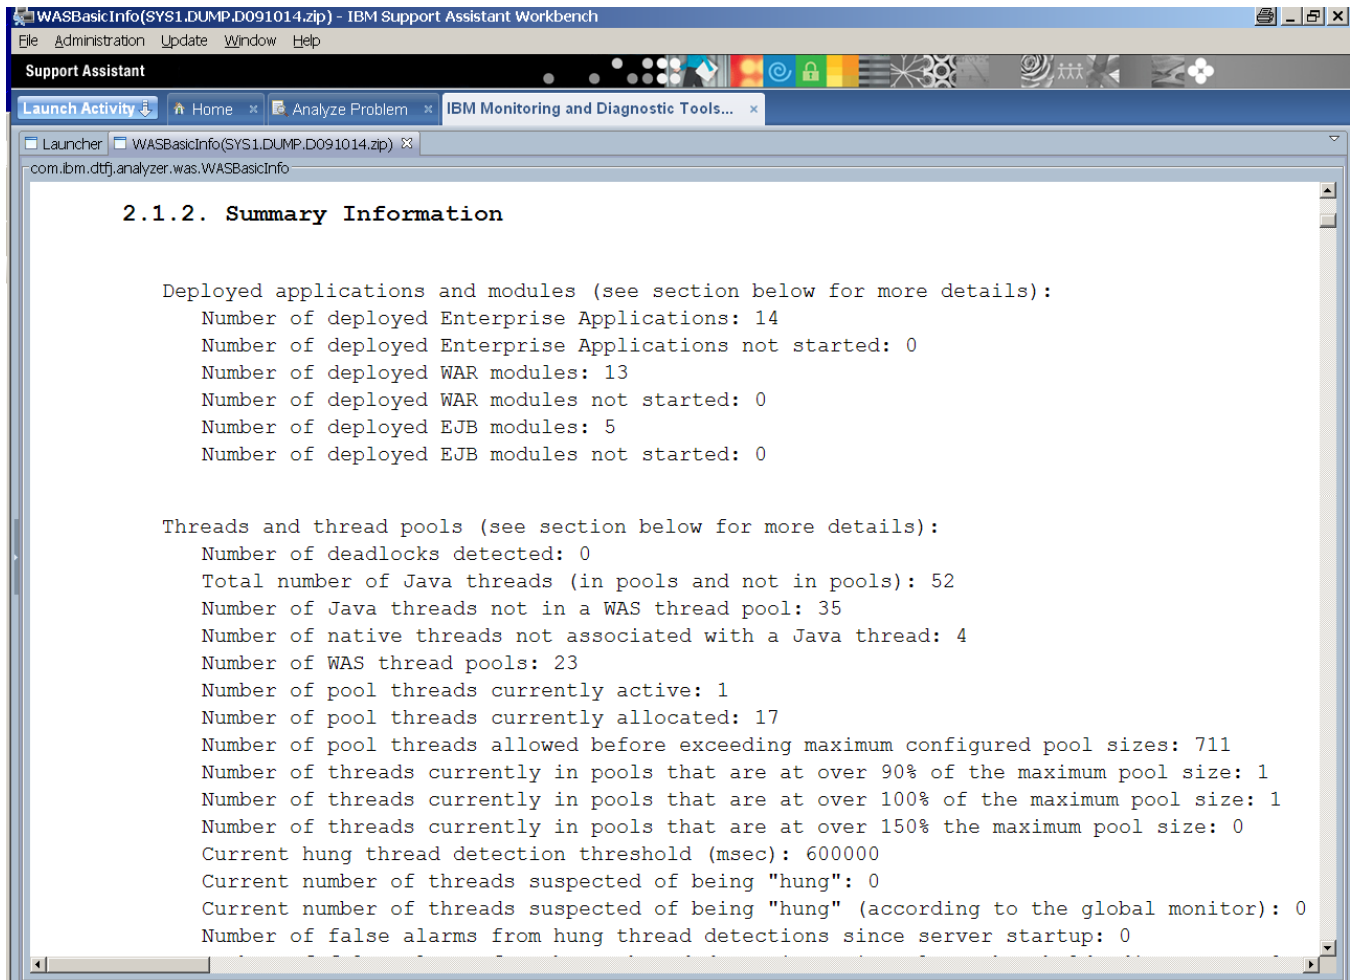 WASBasicInfo(SYS1.DUMP.D091014.zip) - IBM Support Assistant Workbench
File Administration Update Window Help
Support Assistant
Launch Activity Home Analyze Problem IBM Monitoring and Diagnostic Tools...
Launcher WASBasicInfo(SYS1.DUMP.D091014.zip)
com.ibm.dtfj.analyzer.was.WASBasicInfo
2.1.2. Summary Information
Deployed applications and modules (see section below for more details):
Number of deployed Enterprise Applications: 14
Number of deployed Enterprise Applications not started: 0
Number of deployed WAR modules: 13
Number of deployed WAR modules not started: 0
Number of deployed EJB modules: 5
Number of deployed EJB modules not started: 0
Threads and thread pools (see section below for more details):
Number of deadlocks detected: 0
Total number of Java threads (in pools and not in pools): 52
Number of Java threads not in a WAS thread pool: 35
Number of native threads not associated with a Java thread: 4
Number of WAS thread pools: 23
Number of pool threads currently active: 1
Number of pool threads currently allocated: 17
Number of pool threads allowed before exceeding maximum configured pool sizes: 711
Number of threads currently in pools that are at over 90% of the maximum pool size: 1
Number of threads currently in pools that are at over 100% of the maximum pool size: 1
Number of threads currently in pools that are at over 150% the maximum pool size: 0
Current hung thread detection threshold (msec): 600000
Current number of threads suspected of being "hung": 0
Current number of threads suspected of being "hung" (according to the global monitor): 0
Number of false alarms from hung thread detections since server startup: 0